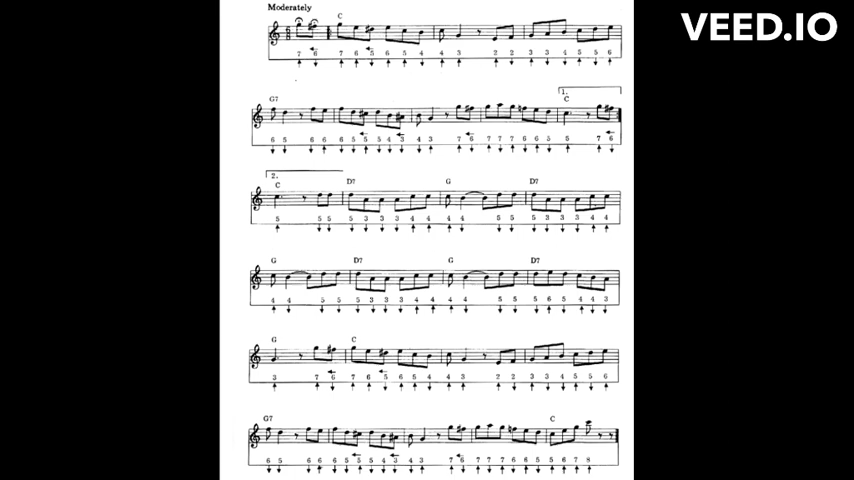 Moderately
VEED.IO
C
7 6 7 6 5 6 5 4 4 3 2 2 3 3 4 5 5 6
G7 1. C
6 5 6 6 6 5 5 5 4 3 4 3 7 6 7 7 7 6 6 5 5 7 6
2.
C D7 G D7
5 5 5 5 3 3 3 4 4 4 4 5 5 5 3 3 3 4 4
G D7 G D7
4 4 5 5 5 3 3 3 4 4 4 4 5 5 5 6 4 4 3
G C
3 7 6 7 6 5 6 5 4 4 3 2 2 3 3 4 5 5 6
G7 C
6 5 6 6 6 5 5 5 4 3 4 3 7 6 7 7 7 6 6 5 5 6 7 8